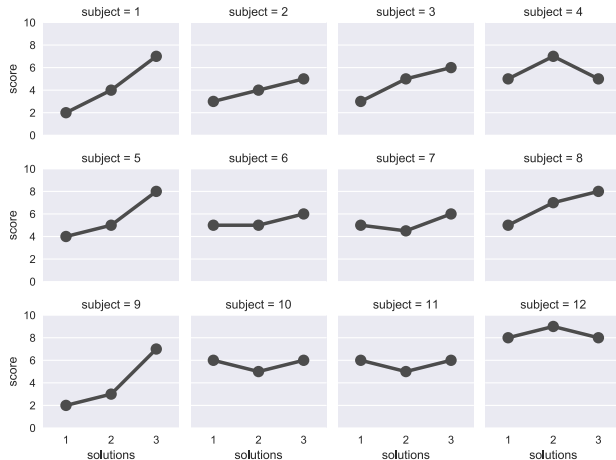 subject = 1 subject = 2 subject = 3 subject = 4
10
8
6
4
2
0
score
subject = 5 subject = 6 subject = 7 subject = 8
10
8
6
4
2
0
score
subject = 9 subject = 10 subject = 11 subject = 12
10
8
6
4
2
0
score
1 2 3 1 2 3 1 2 3 1 2 3
solutions solutions solutions solutions